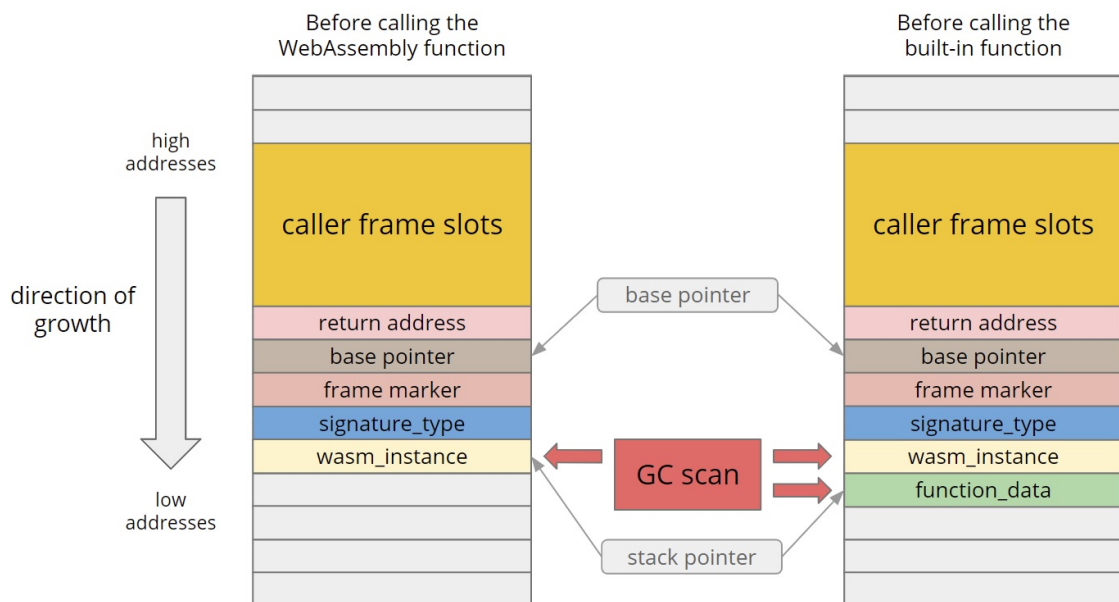 Before calling the
WebAssembly function
Before calling the
built-in function
high
addresses
direction of
growth
low
addresses
caller frame slots
return address
base pointer
frame marker
signature_type
wasm_instance
base pointer
GC scan
stack pointer
caller frame slots
return address
base pointer
frame marker
signature_type
wasm_instance
function_data